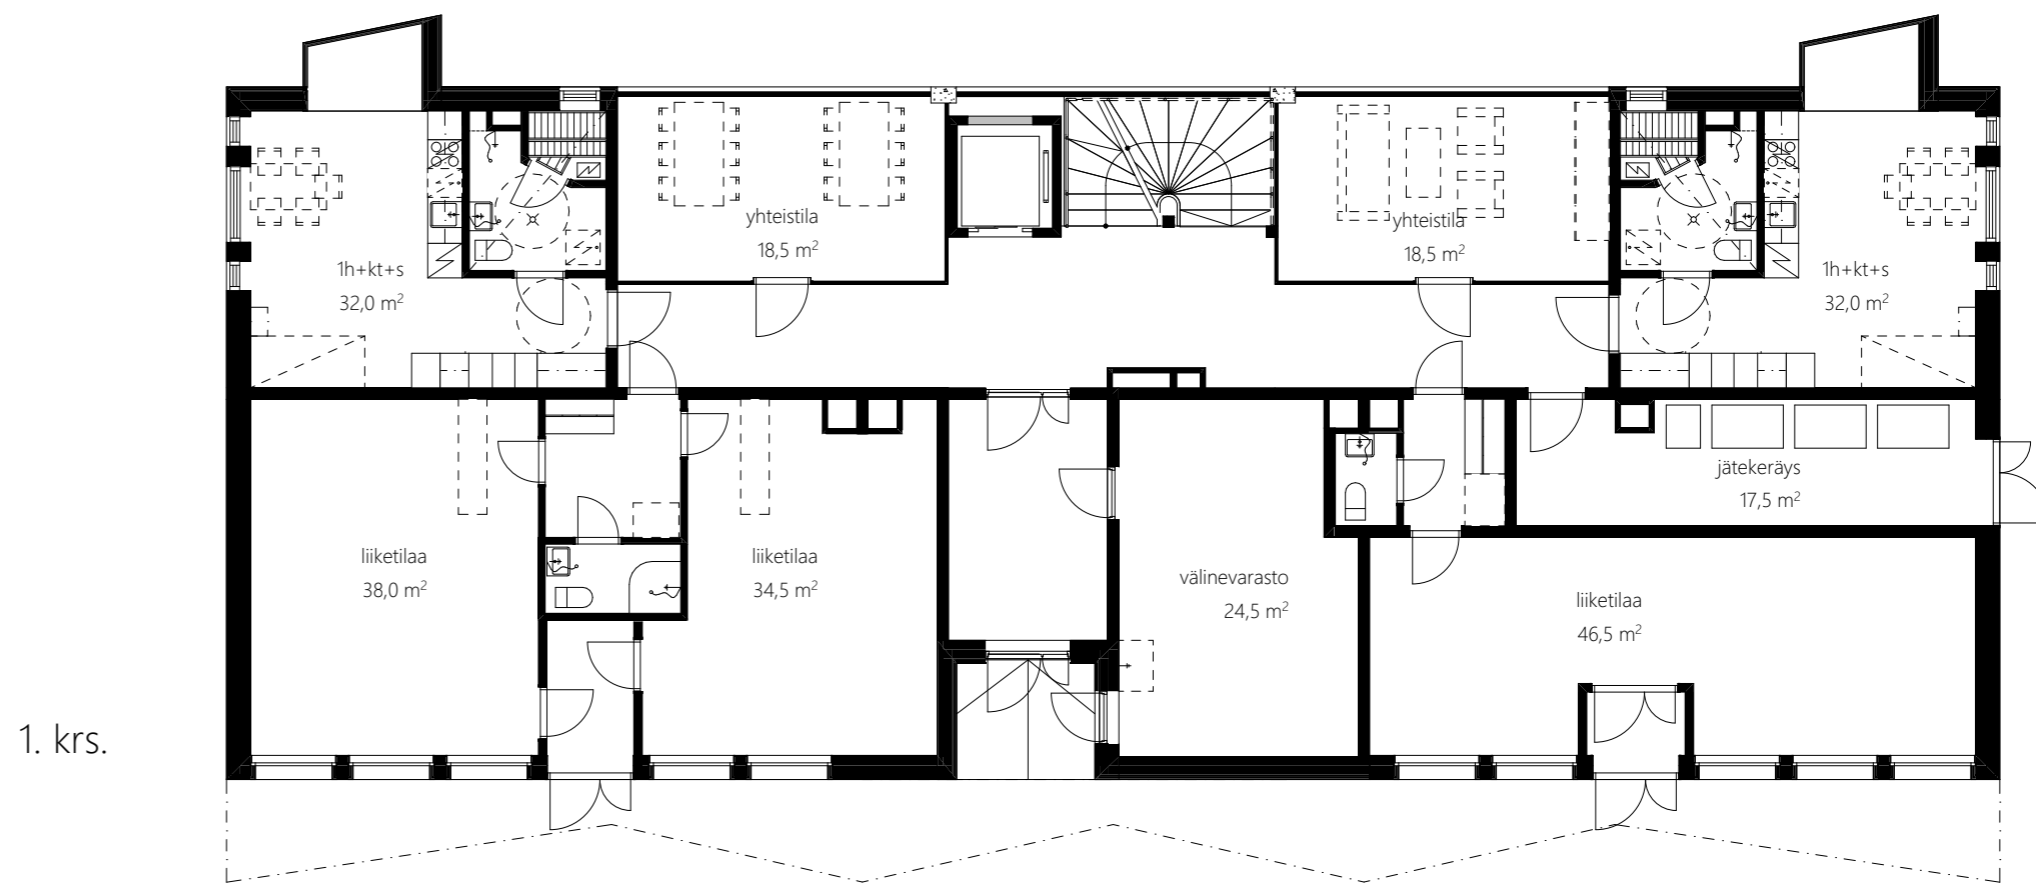 yhteistila
18,5 m²
yhteistila
18,5 m²
1h+kt+s
32,0 m²
1h+kt+s
32,0 m²
jätekeräys
17,5 m²
liiketilaa
38,0 m²
liiketilaa
34,5 m²
välinevarasto
24,5 m²
liiketilaa
46,5 m²
1. krs.